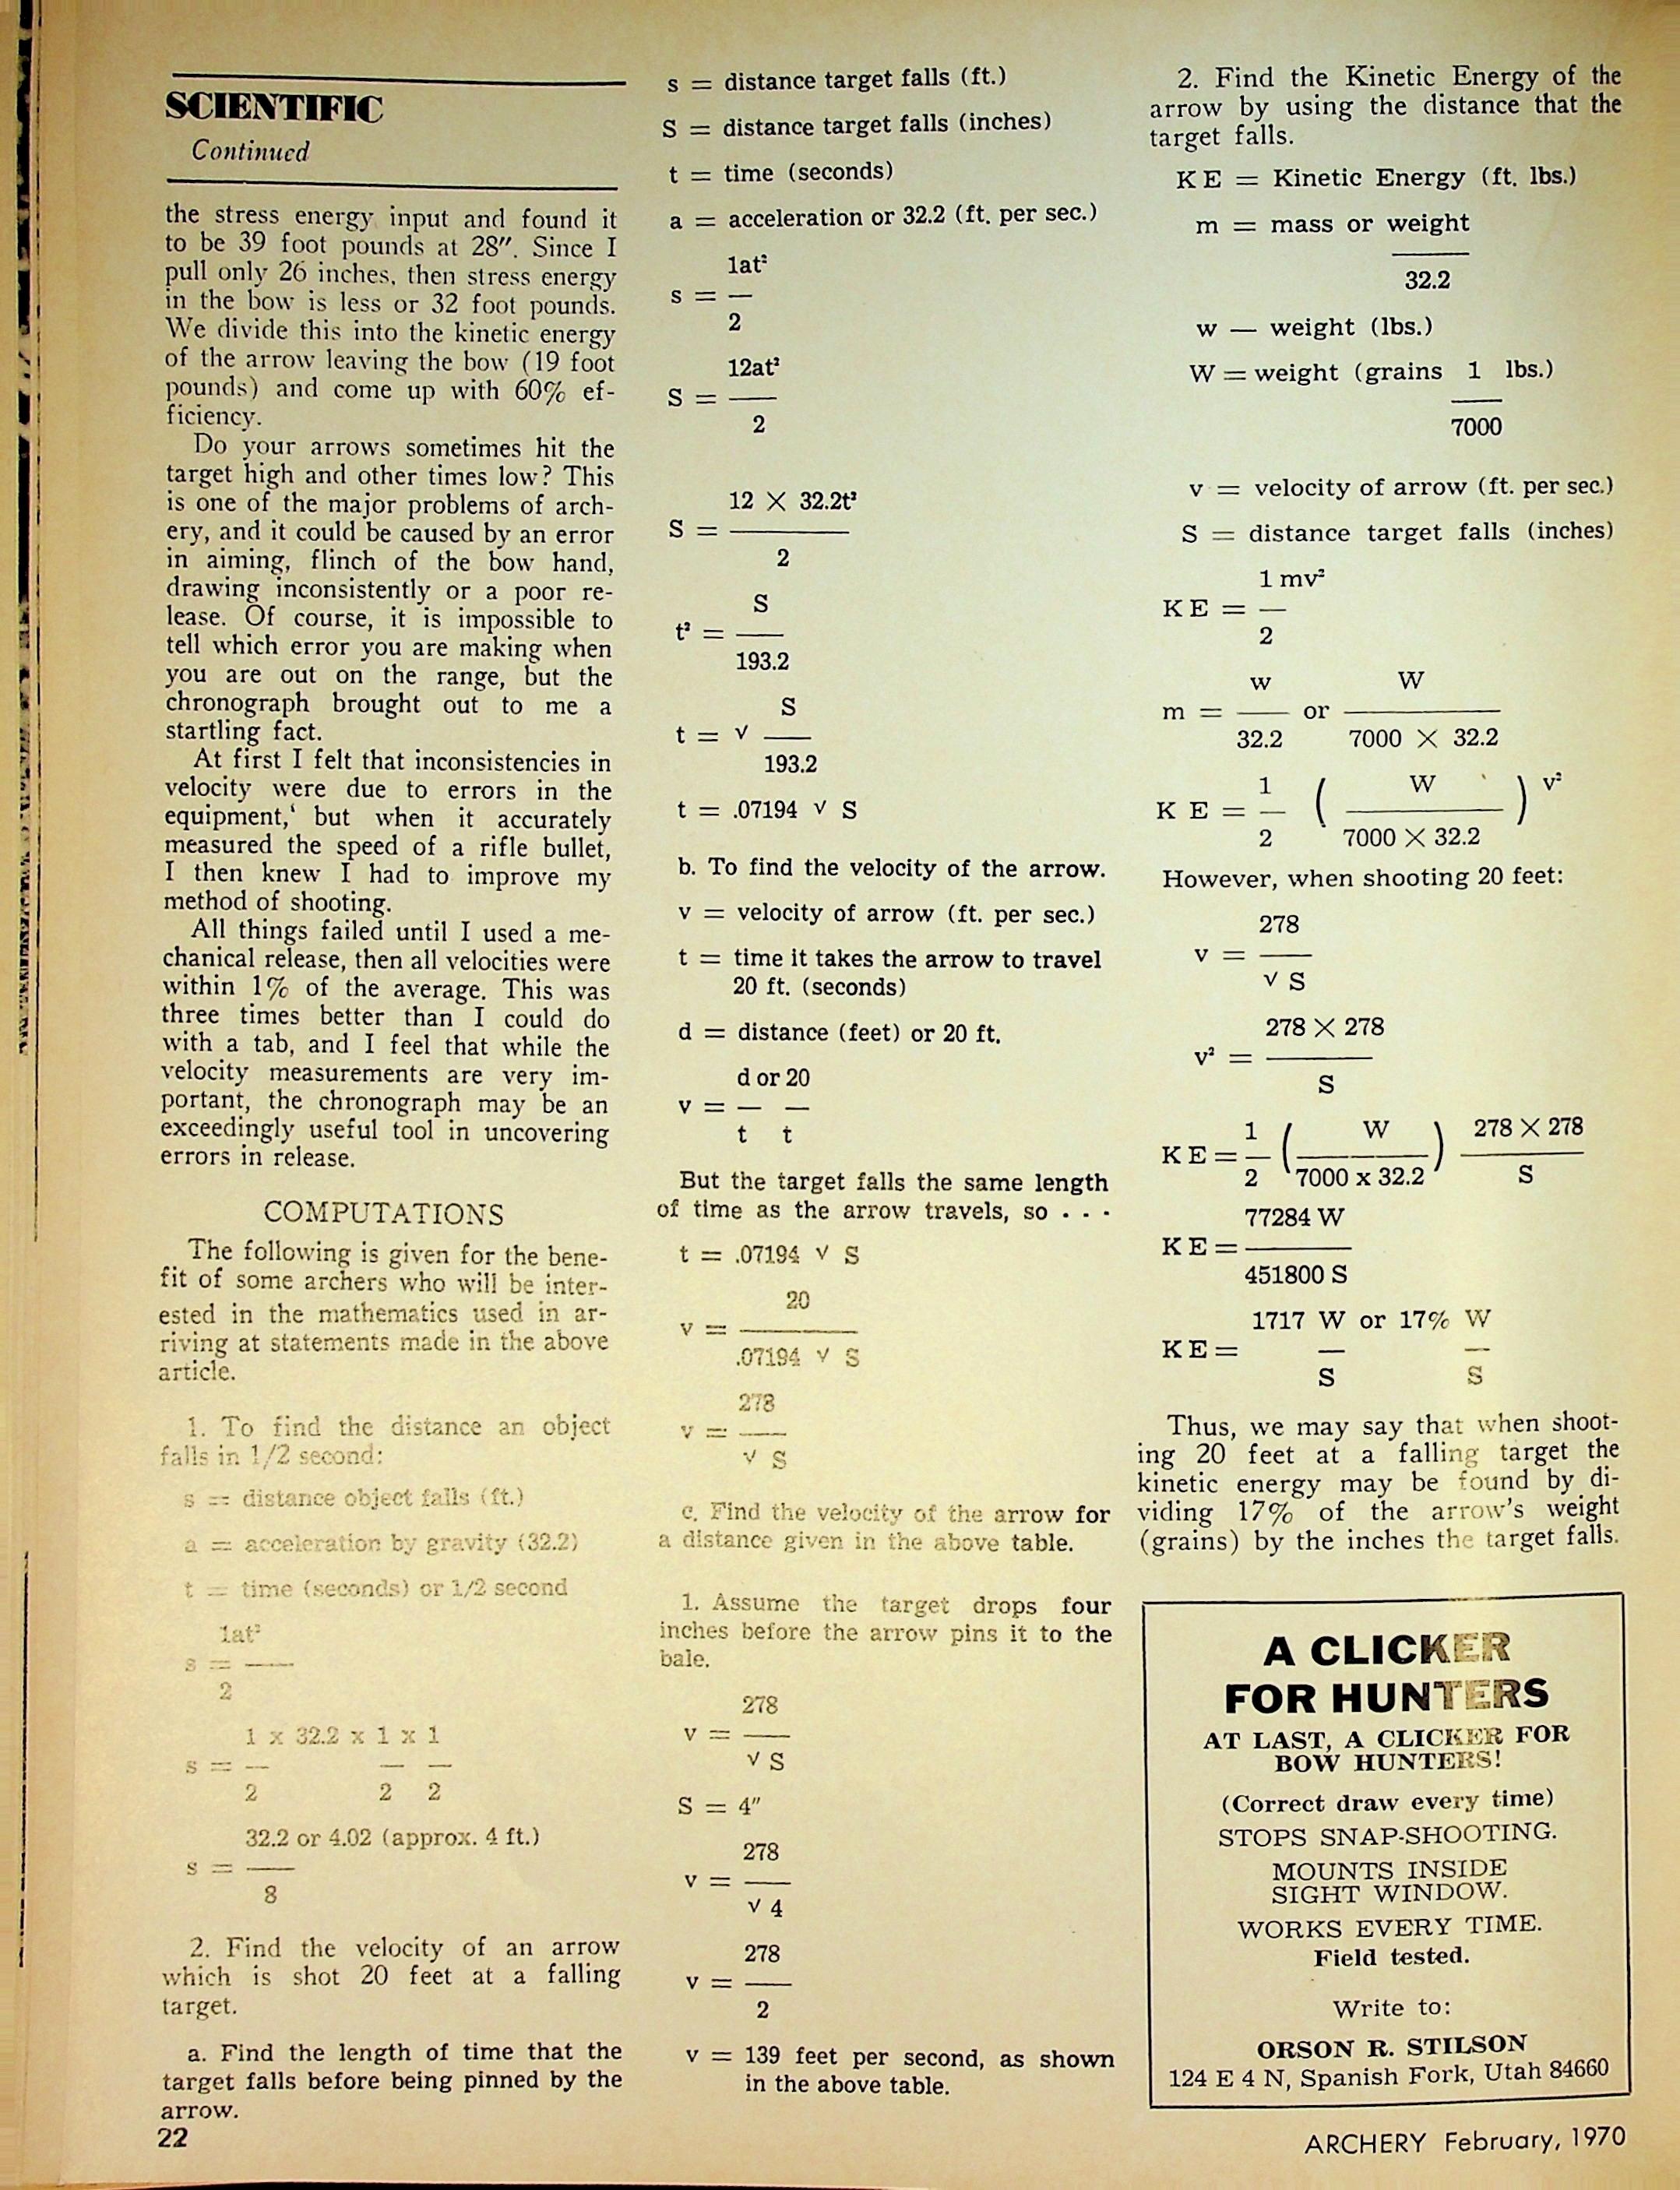 SCIENTIFIC
Continued
the stress energy input and found it
to be 39 foot pounds at 28″. Since I
pull only 26 inches, then stress energy
in the bow is less or 32 foot pounds.
We divide this into the kinetic energy
of the arrow leaving the bow (19 foot
pounds) and come up with 60% ef-
ficiency.
Do your arrows sometimes hit the
target high and other times low? This
is one of the major problems of arch-
ery, and it could be caused by an error
in aiming, flinch of the bow hand,
drawing inconsistently or a poor re-
lease. Of course, it is impossible to
tell which error you are making when
you are out on the range, but the
chronograph brought out to me a
startling fact.
At first I felt that inconsistencies in
velocity were due to errors in the
equipment,‘ but when it accurately
measured the speed of a rifle bullet,
I then knew I had to improve my
method of shooting.
All things failed until I used a me-
chanical release, then all velocities were
within 1% of the average. This was
three times better than I could do
with a tab, and I feel that while the
velocity measurements are very im-
portant, the chronograph may be an
exceedingly useful tool in uncovering
errors in release.
COMPUTATIONS
The following is given for the bene-
fit of some archers who will be inter-
ested in the mathematics used in ar-
riving at statements made in the above
article.
1. To find the distance an object
falls in 1/2 second:
s = distance object falls (ft.)
a = acceleration by gravity (32.2)
t = time (seconds) or 1/2 second
1at²
s = —
2
1 x 32.2 x 1 x 1
s = — — —
2 2 2
32.2 or 4.02 (approx. 4 ft.)
s = —
8
2. Find the velocity of an arrow
which is shot 20 feet at a falling
target.
a. Find the length of time that the
target falls before being pinned by the
arrow.
22
s = distance target falls (ft.)
S = distance target falls (inches)
t = time (seconds)
a = acceleration or 32.2 (ft. per sec.)
1at²
s = —
2
12at²
S = —
2
12 X 32.2t²
S = —
2
S
t² = —
193.2
S
t = √ —
193.2
t = .07194 √ S
b. To find the velocity of the arrow.
v = velocity of arrow (ft. per sec.)
t = time it takes the arrow to travel
20 ft. (seconds)
d = distance (feet) or 20 ft.
d or 20
v = — —
t t
But the target falls the same length
of time as the arrow travels, so . . .
t = .07194 √ S
20
v = —
.07194 √ S
278
v = —
√ S
c. Find the velocity of the arrow for
a distance given in the above table.
1. Assume the target drops four
inches before the arrow pins it to the
bale.
278
v = —
√ S
S = 4″
278
v = —
√ 4
278
v = —
2
v = 139 feet per second, as shown
in the above table.
2. Find the Kinetic Energy of the
arrow by using the distance that the
target falls.
K E = Kinetic Energy (ft. lbs.)
m = mass or weight
—
32.2
w — weight (lbs.)
W = weight (grains 1 lbs.)
—
7000
v = velocity of arrow (ft. per sec.)
S = distance target falls (inches)
1 mv²
K E = —
2
w W
m = — or —
32.2 7000 X 32.2
1 W
K E = — ( — ) v²
2 7000 X 32.2
However, when shooting 20 feet:
278
v = —
√ S
278 X 278
v² = —
S
1 W 278 X 278
K E = — ( — ) —
2 7000 x 32.2 S
77284 W
K E = —
451800 S
1717 W or 17% W
K E = — —
S S
Thus, we may say that when shoot-
ing 20 feet at a falling target the
kinetic energy may be found by di-
viding 17% of the arrow's weight
(grains) by the inches the target falls.
A CLICKER
FOR HUNTERS
AT LAST, A CLICKER FOR
BOW HUNTERS!
(Correct draw every time)
STOPS SNAP-SHOOTING.
MOUNTS INSIDE
SIGHT WINDOW.
WORKS EVERY TIME.
Field tested.
Write to:
ORSON R. STILSON
124 E 4 N, Spanish Fork, Utah 84660
ARCHERY February, 1970